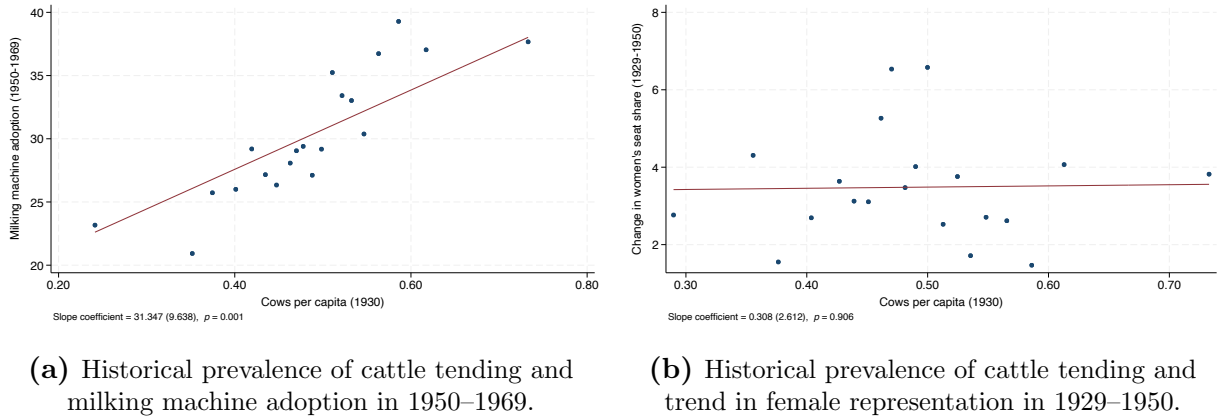 Milking machine adoption (1950-1969)
40
35
30
25
20
0.20 0.40 0.60 0.80
Cows per capita (1930)
Slope coefficient = 31.347 (9.638), p = 0.001
(a) Historical prevalence of cattle tending and
milking machine adoption in 1950–1969.
Change in women's seat share (1929-1950)
8
6
4
2
0.30 0.40 0.50 0.60 0.70
Cows per capita (1930)
Slope coefficient = 0.308 (2.612), p = 0.906
(b) Historical prevalence of cattle tending and
trend in female representation in 1929–1950.